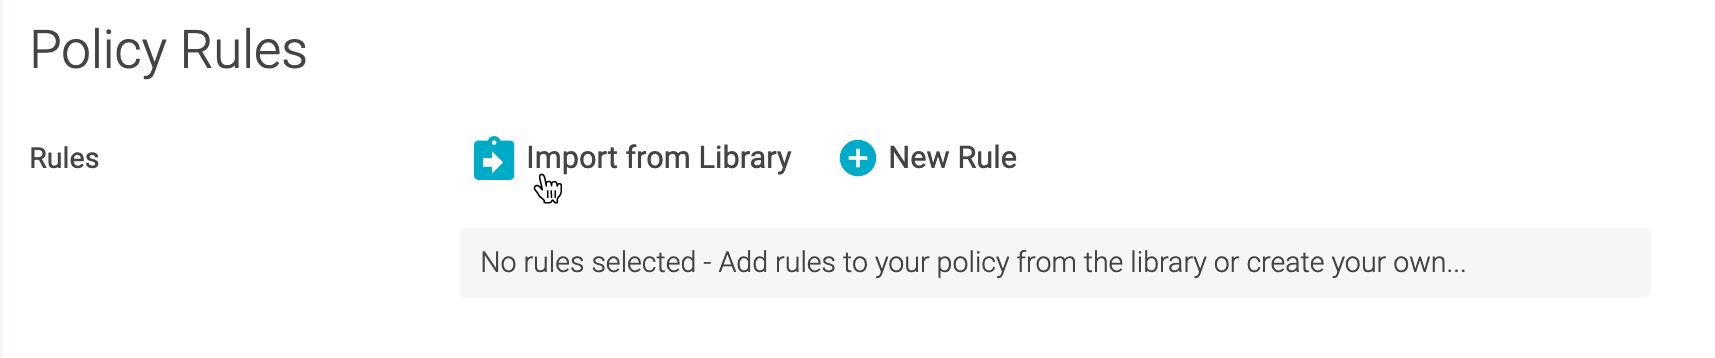 Policy Rules
Rules
Import from Library
New Rule
No rules selected - Add rules to your policy from the library or create your own...